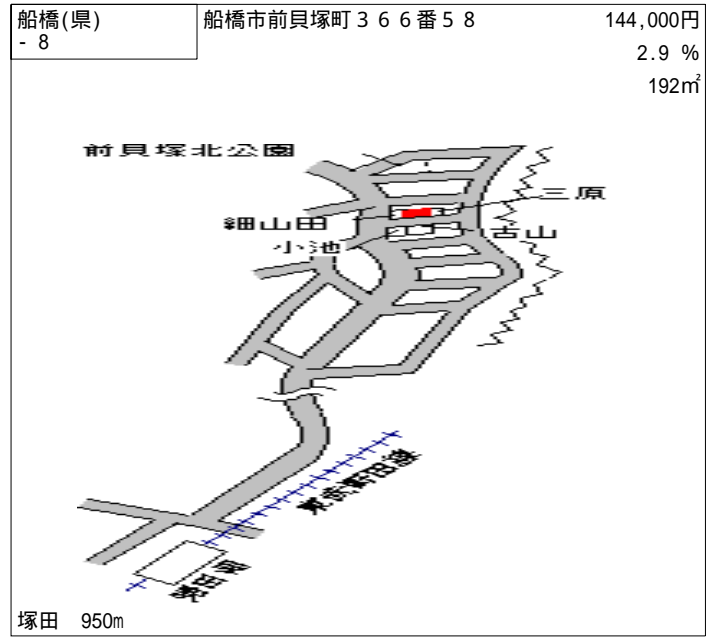 船橋(県)
- 8
船橋市前貝塚町３６６番５８
144,000円
2.9 %
192㎡
前貝塚北公園
三原
細山田
古山
小池
東武野田線
塚田駅
塚田 950m